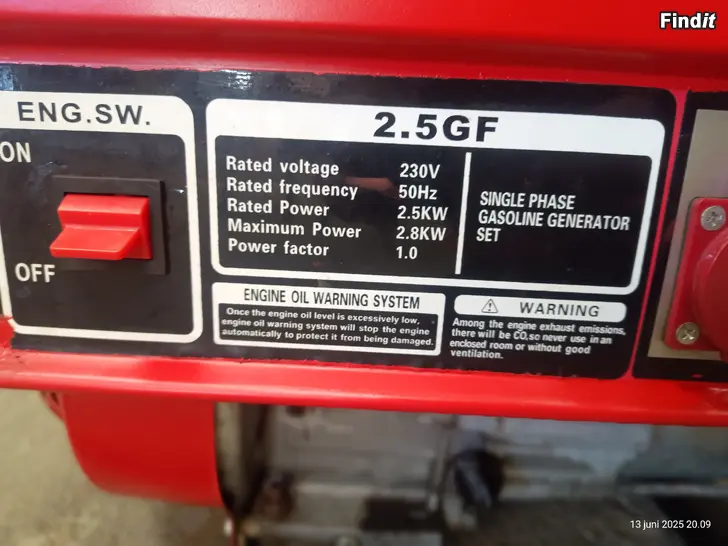 Findit
ENG.SW.
ON
OFF
2.5GF
Rated voltage 230V
Rated frequency 50Hz
Rated Power 2.5KW
Maximum Power 2.8KW
Power factor 1.0
SINGLE PHASE
GASOLINE GENERATOR
SET
ENGINE OIL WARNING SYSTEM
Once the engine oil level is excessively low,
engine oil warning system will stop the engine
automatically to protect it from being damaged.
WARNING
Among the engine exhaust emissions,
there will be CO,so never use in an
enclosed room or without good
ventilation.
13 juni 2025 20.09